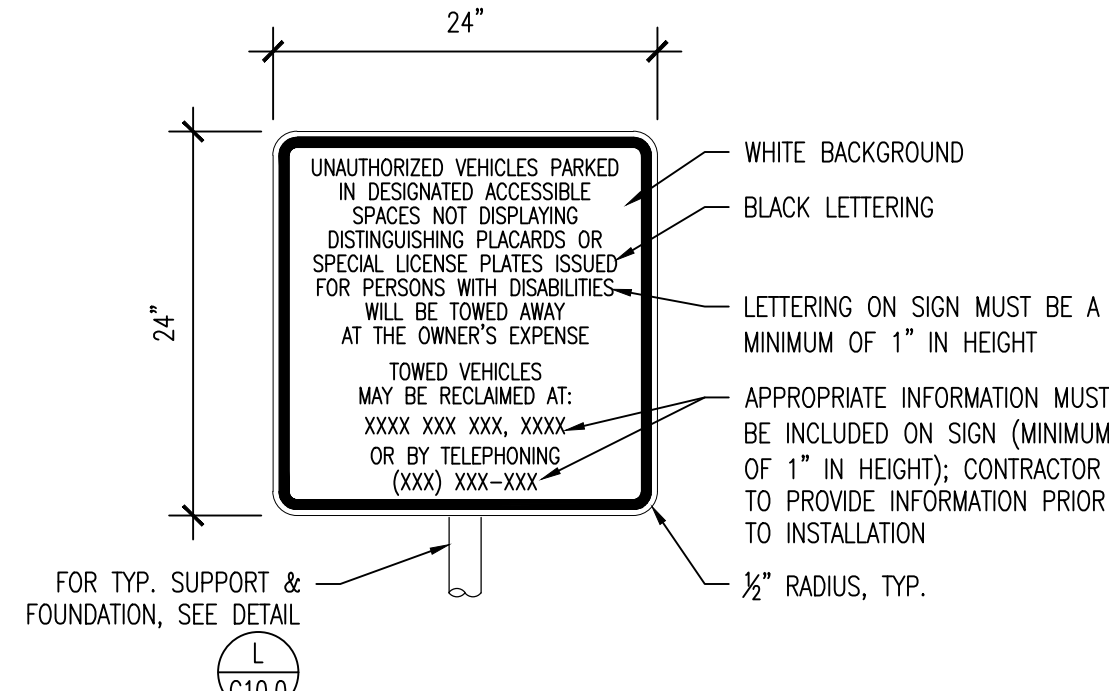 24"
24"
UNAUTHORIZED VEHICLES PARKED
IN DESIGNATED ACCESSIBLE
SPACES NOT DISPLAYING
DISTINGUISHING PLACARDS OR
SPECIAL LICENSE PLATES ISSUED
FOR PERSONS WITH DISABILITIES
WILL BE TOWED AWAY
AT THE OWNER'S EXPENSE
TOWED VEHICLES
MAY BE RECLAIMED AT:
XXXX XXX XXX, XXXX
OR BY TELEPHONING
(XXX) XXX-XXX
WHITE BACKGROUND
BLACK LETTERING
LETTERING ON SIGN MUST BE A
MINIMUM OF 1" IN HEIGHT
APPROPRIATE INFORMATION MUST
BE INCLUDED ON SIGN (MINIMUM
OF 1" IN HEIGHT); CONTRACTOR
TO PROVIDE INFORMATION PRIOR
TO INSTALLATION
½" RADIUS, TYP.
FOR TYP. SUPPORT &
FOUNDATION, SEE DETAIL
L
C10.0